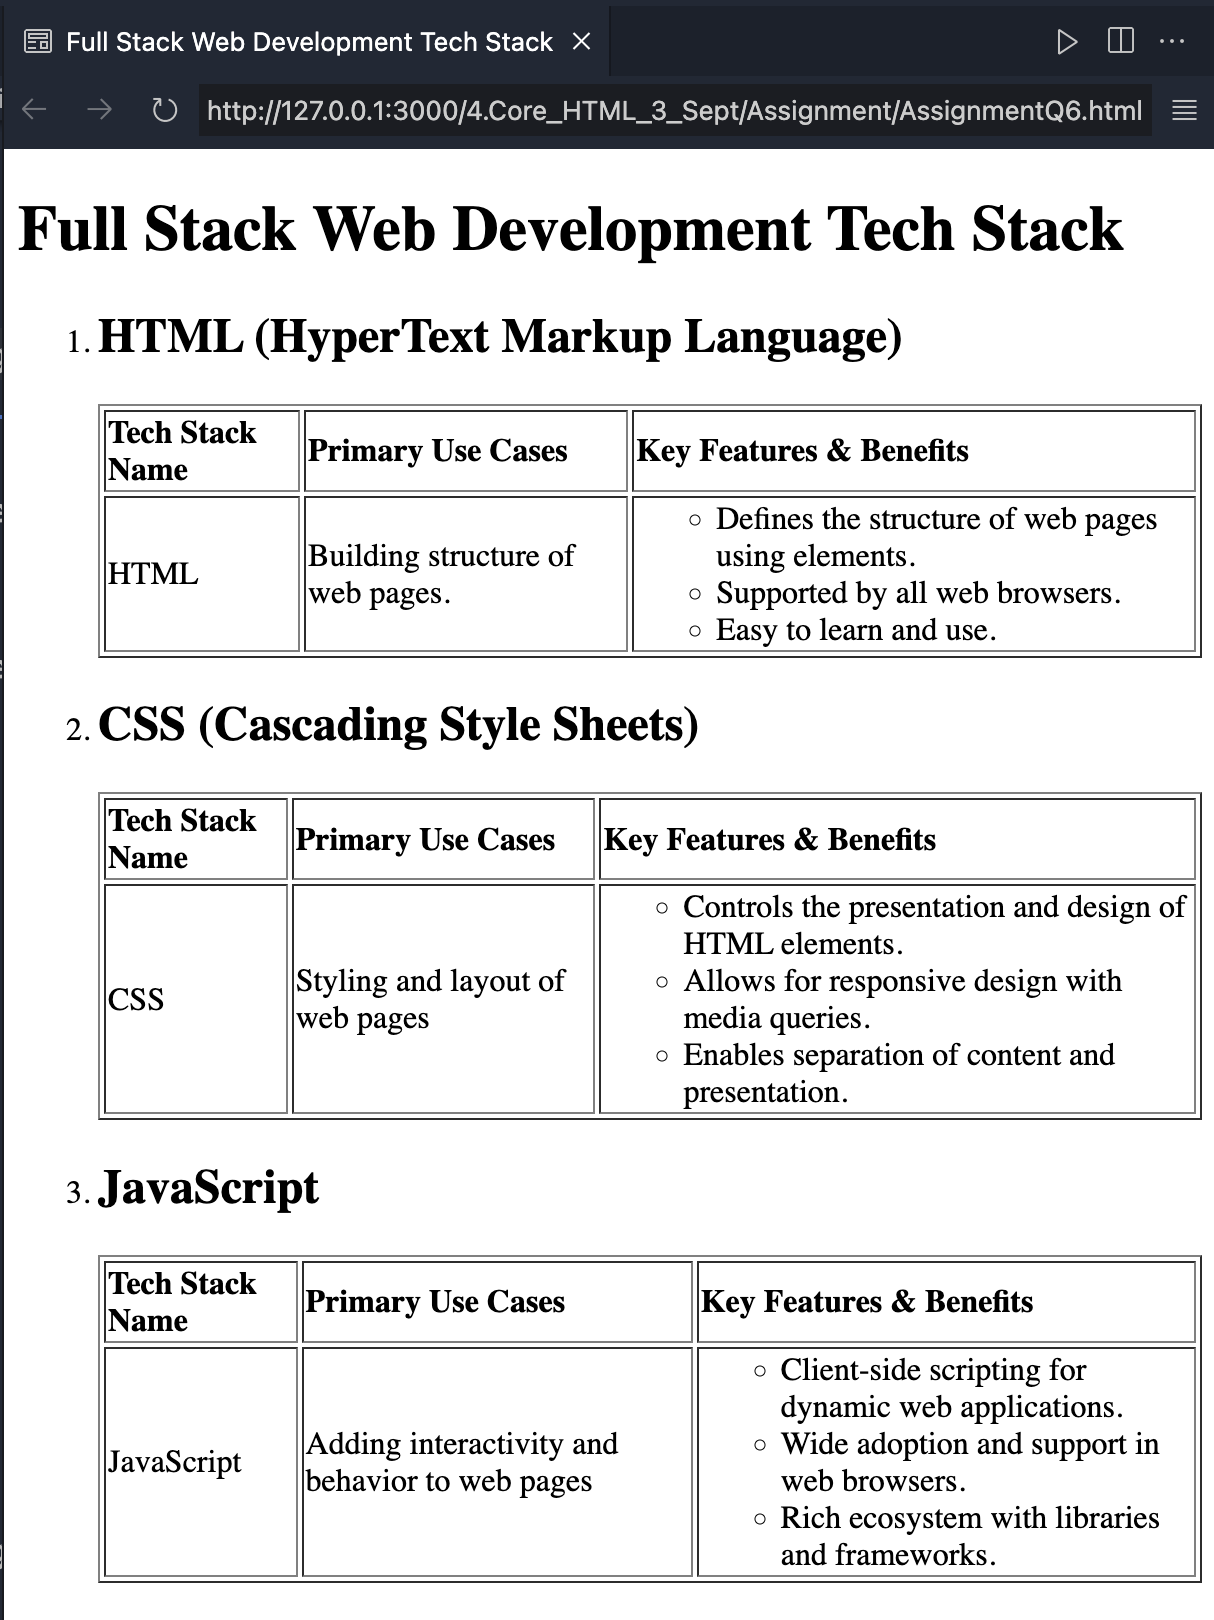 Full Stack Web Development Tech Stack
http://127.0.0.1:3000/4.Core_HTML_3_Sept/Assignment/AssignmentQ6.html
Full Stack Web Development Tech Stack
1. HTML (HyperText Markup Language)
Tech Stack
Name
Primary Use Cases
Key Features & Benefits
HTML
Building structure of
web pages.
Defines the structure of web pages
using elements.
Supported by all web browsers.
Easy to learn and use.
2. CSS (Cascading Style Sheets)
Tech Stack
Name
Primary Use Cases
Key Features & Benefits
CSS
Styling and layout of
web pages
Controls the presentation and design of
HTML elements.
Allows for responsive design with
media queries.
Enables separation of content and
presentation.
3. JavaScript
Tech Stack
Name
Primary Use Cases
Key Features & Benefits
JavaScript
Adding interactivity and
behavior to web pages
Client-side scripting for
dynamic web applications.
Wide adoption and support in
web browsers.
Rich ecosystem with libraries
and frameworks.